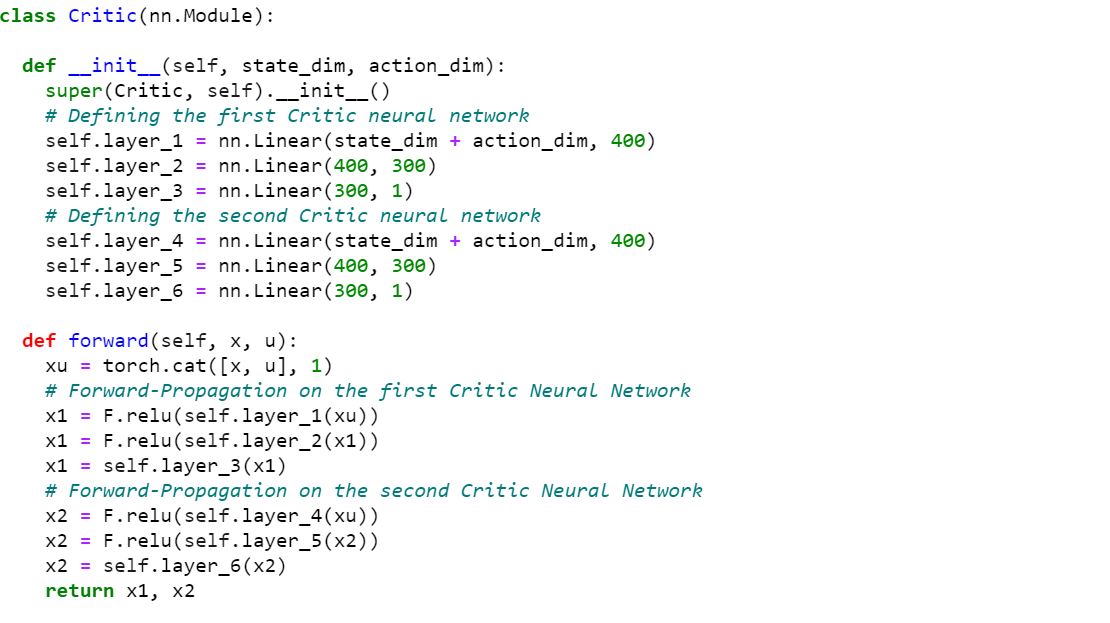 class Critic(nn.Module):

  def __init__(self, state_dim, action_dim):
    super(Critic, self).__init__()
    # Defining the first Critic neural network
    self.layer_1 = nn.Linear(state_dim + action_dim, 400)
    self.layer_2 = nn.Linear(400, 300)
    self.layer_3 = nn.Linear(300, 1)
    # Defining the second Critic neural network
    self.layer_4 = nn.Linear(state_dim + action_dim, 400)
    self.layer_5 = nn.Linear(400, 300)
    self.layer_6 = nn.Linear(300, 1)

  def forward(self, x, u):
    xu = torch.cat([x, u], 1)
    # Forward-Propagation on the first Critic Neural Network
    x1 = F.relu(self.layer_1(xu))
    x1 = F.relu(self.layer_2(x1))
    x1 = self.layer_3(x1)
    # Forward-Propagation on the second Critic Neural Network
    x2 = F.relu(self.layer_4(xu))
    x2 = F.relu(self.layer_5(x2))
    x2 = self.layer_6(x2)
    return x1, x2